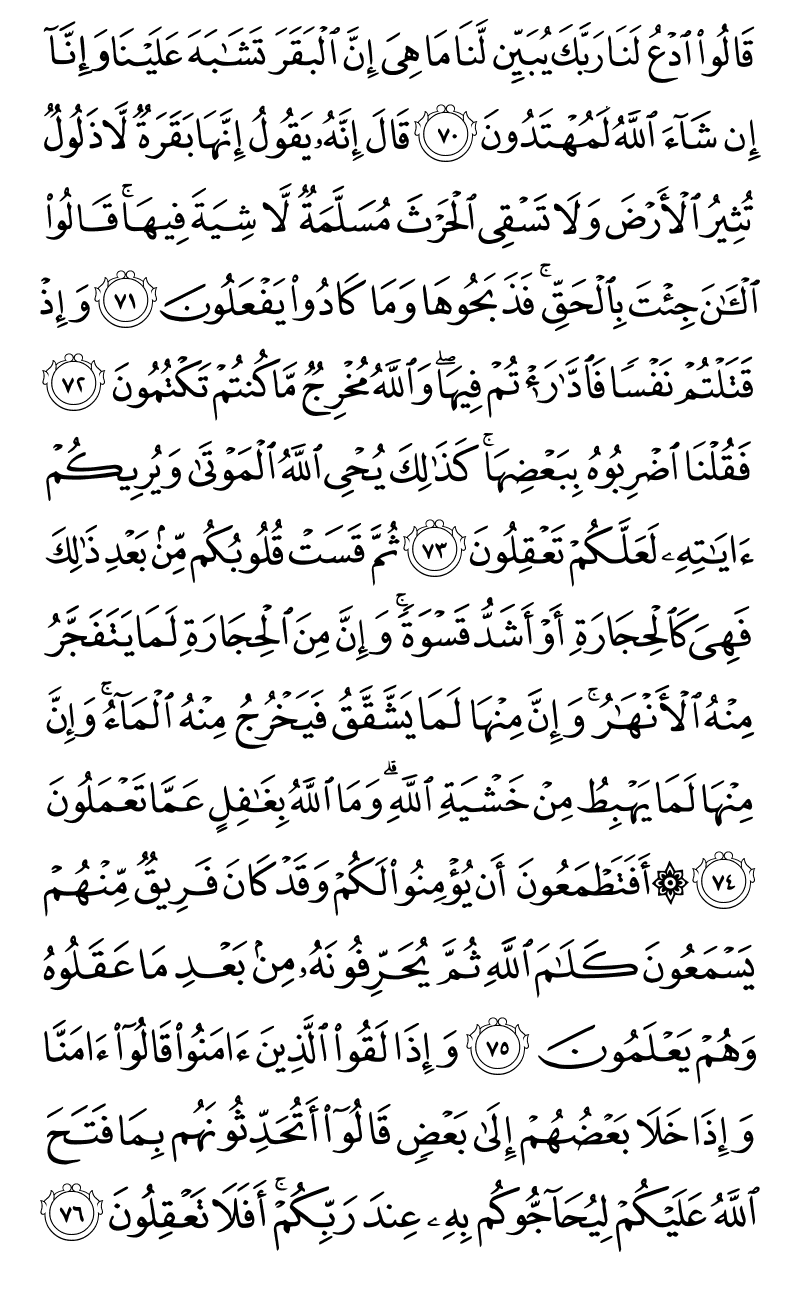 قَالُوا۟ ٱدْعُ لَنَا رَبَّكَ يُبَيِّن لَّنَا مَا هِىَ إِنَّ ٱلْبَقَرَ تَشَـٰبَهَ عَلَيْنَا وَإِنَّآ
إِن شَآءَ ٱللَّهُ لَمُهْتَدُونَ ٧٠ قَالَ إِنَّهُۥ يَقُولُ إِنَّهَا بَقَرَةٌ لَّا ذَلُولٌ
تُثِيرُ ٱلْأَرْضَ وَلَا تَسْقِى ٱلْحَرْثَ مُسَلَّمَةٌ لَّا شِيَةَ فِيهَا ۚ قَالُوا۟
ٱلْـَٔـٰنَ جِئْتَ بِٱلْحَقِّ ۚ فَذَبَحُوهَا وَمَا كَادُوا۟ يَفْعَلُونَ ٧١ وَإِذْ
قَتَلْتُمْ نَفْسًا فَٱدَّٰرَْٰٔتُمْ فِيهَا ۖ وَٱللَّهُ مُخْرِجٌ مَّا كُنتُمْ تَكْتُمُونَ ٧٢
فَقُلْنَا ٱضْرِبُوهُ بِبَعْضِهَا ۚ كَذَٰلِكَ يُحْىِ ٱللَّهُ ٱلْمَوْتَىٰ وَيُرِيكُمْ
ءَايَـٰتِهِۦ لَعَلَّكُمْ تَعْقِلُونَ ٧٣ ثُمَّ قَسَتْ قُلُوبُكُم مِّنۢ بَعْدِ ذَٰلِكَ
فَهِىَ كَٱلْحِجَارَةِ أَوْ أَشَدُّ قَسْوَةً ۚ وَإِنَّ مِنَ ٱلْحِجَارَةِ لَمَا يَتَفَجَّرُ
مِنْهُ ٱلْأَنْهَـٰرُ ۚ وَإِنَّ مِنْهَا لَمَا يَشَّقَّقُ فَيَخْرُجُ مِنْهُ ٱلْمَآءُ ۚ وَإِنَّ
مِنْهَا لَمَا يَهْبِطُ مِنْ خَشْيَةِ ٱللَّهِ ۗ وَمَا ٱللَّهُ بِغَـٰفِلٍ عَمَّا تَعْمَلُونَ
٧٤ ۞ أَفَتَطْمَعُونَ أَن يُؤْمِنُوا۟ لَكُمْ وَقَدْ كَانَ فَرِيقٌ مِّنْهُمْ
يَسْمَعُونَ كَلَـٰمَ ٱللَّهِ ثُمَّ يُحَرِّفُونَهُۥ مِنۢ بَعْدِ مَا عَقَلُوهُ
وَهُمْ يَعْلَمُونَ ٧٥ وَإِذَا لَقُوا۟ ٱلَّذِينَ ءَامَنُوا۟ قَالُوٓا۟ ءَامَنَّا
وَإِذَا خَلَا بَعْضُهُمْ إِلَىٰ بَعْضٍ قَالُوٓا۟ أَتُحَدِّثُونَهُم بِمَا فَتَحَ
ٱللَّهُ عَلَيْكُمْ لِيُحَآجُّوكُم بِهِۦ عِندَ رَبِّكُمْ ۚ أَفَلَا تَعْقِلُونَ ٧٦